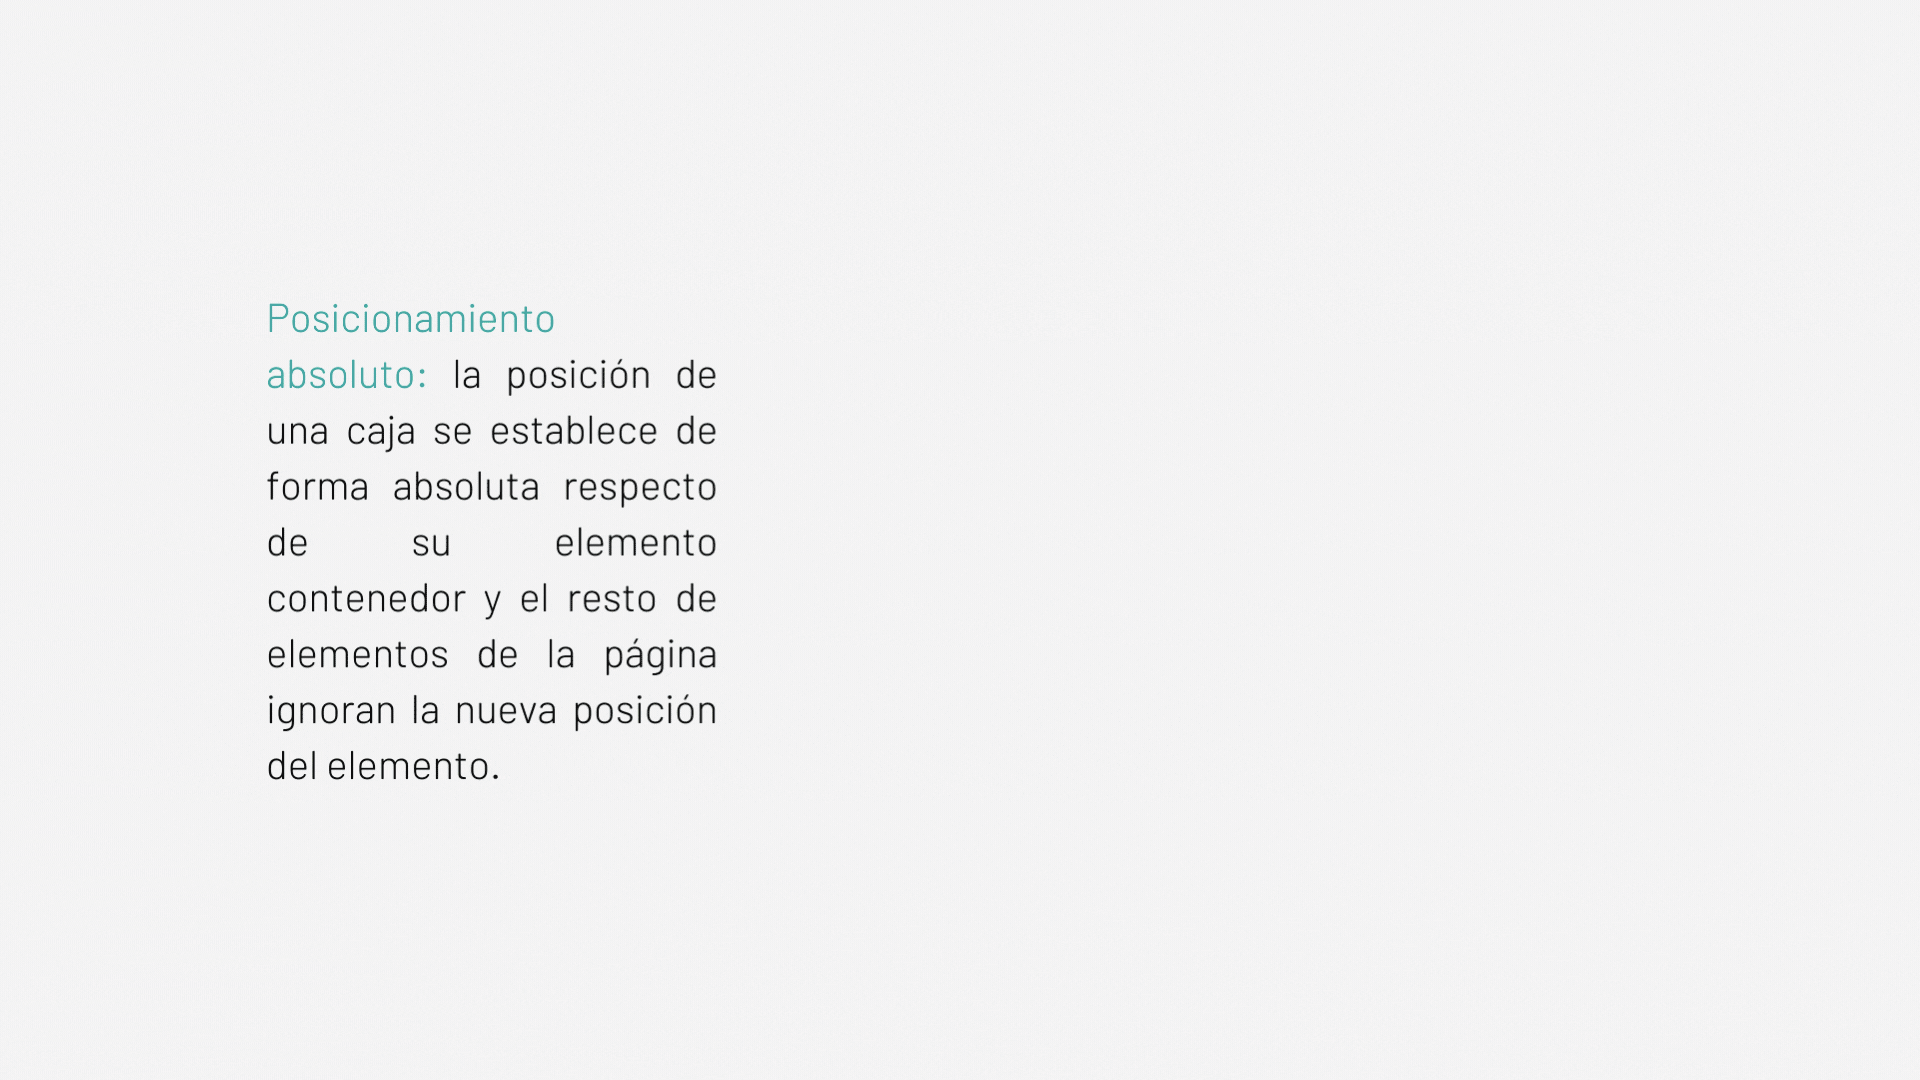 Posicionamiento
absoluto: la posición de
una caja se establece de
forma absoluta respecto
de su elemento
contenedor y el resto de
elementos de la página
ignoran la nueva posición
del elemento.